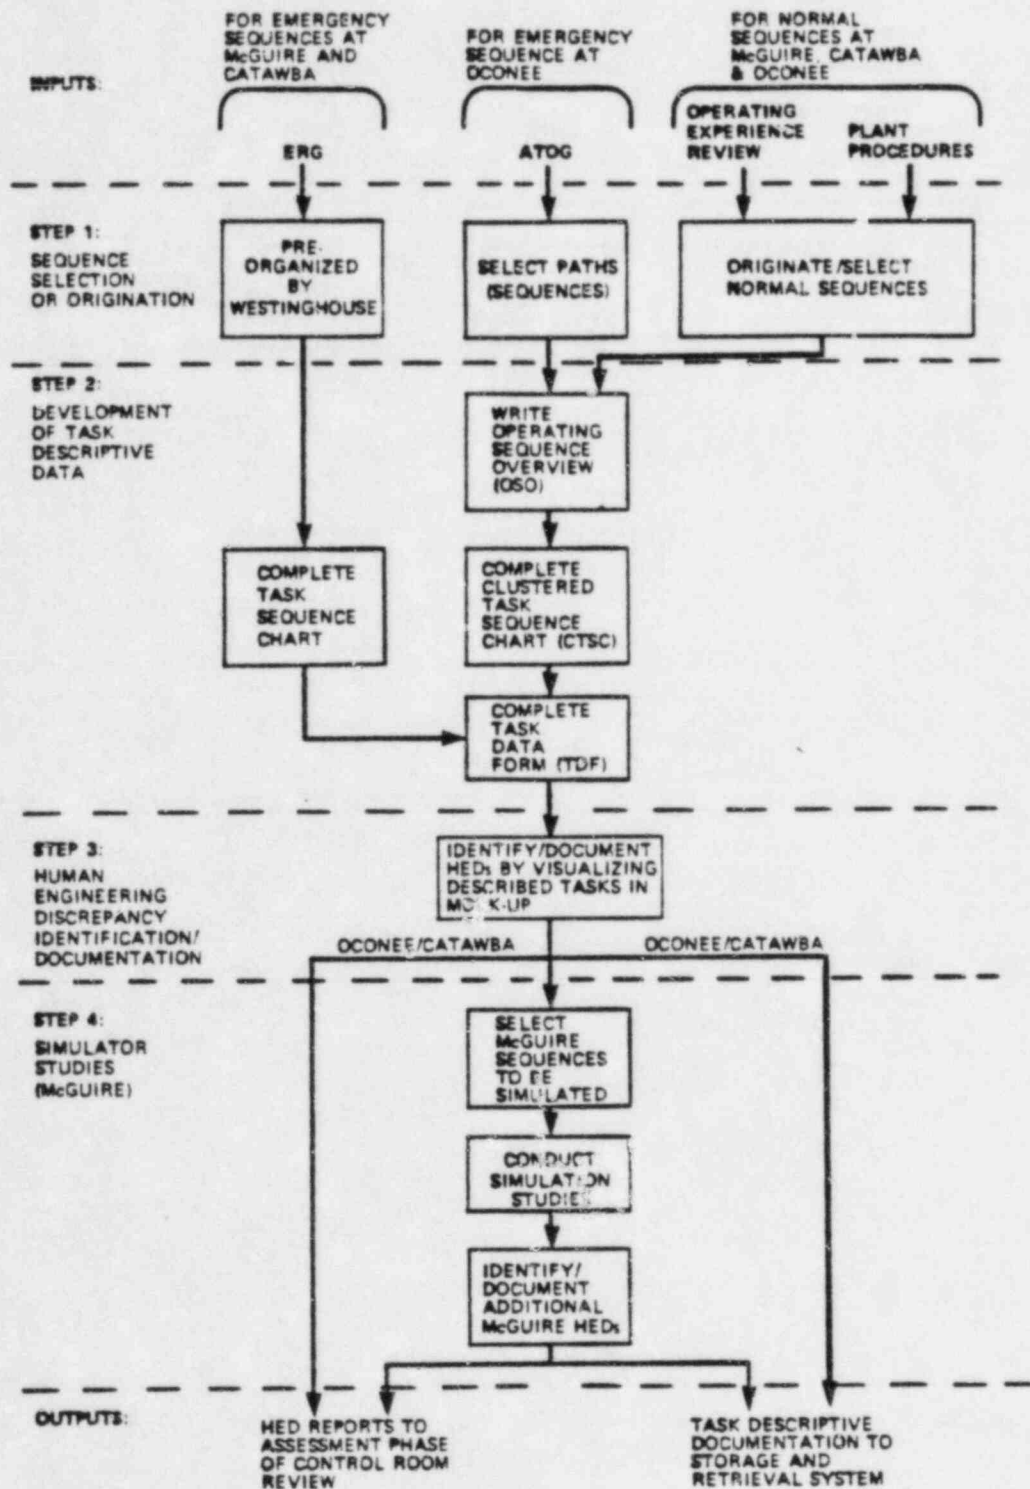 FOR EMERGENCY
SEQUENCES AT
McGUIRE AND
CATAWBA
FOR EMERGENCY
SEQUENCE AT
OCONEE
FOR NORMAL
SEQUENCES AT
McGUIRE, CATAWBA
& OCONEE
INPUTS:
ERG
ATOG
OPERATING
EXPERIENCE
REVIEW
PLANT
PROCEDURES
STEP 1:
SEQUENCE
SELECTION
OR ORIGINATION
PRE-
ORGANIZED
BY
WESTINGHOUSE
SELECT PATHS
(SEQUENCES)
ORIGINATE/SELECT
NORMAL SEQUENCES
STEP 2:
DEVELOPMENT
OF TASK
DESCRIPTIVE
DATA
WRITE
OPERATING
SEQUENCE
OVERVIEW
(OSO)
COMPLETE
TASK
SEQUENCE
CHART
COMPLETE
CLUSTERED
TASK
SEQUENCE
CHART (CTSC)
COMPLETE
TASK
DATA
FORM (TDF)
STEP 3:
HUMAN
ENGINEERING
DISCREPANCY
IDENTIFICATION/
DOCUMENTATION
IDENTIFY/DOCUMENT
HEDs BY VISUALIZING
DESCRIBED TASKS IN
MOCK-UP
OCONEE/CATAWBA
OCONEE/CATAWBA
STEP 4:
SIMULATOR
STUDIES
(McGUIRE)
SELECT
McGUIRE
SEQUENCES
TO BE
SIMULATED
CONDUCT
SIMULATION
STUDIES
IDENTIFY/
DOCUMENT
ADDITIONAL
McGUIRE HEDs
OUTPUTS:
HED REPORTS TO
ASSESSMENT PHASE
OF CONTROL ROOM
REVIEW
TASK DESCRIPTIVE
DOCUMENTATION TO
STORAGE AND
RETRIEVAL SYSTEM